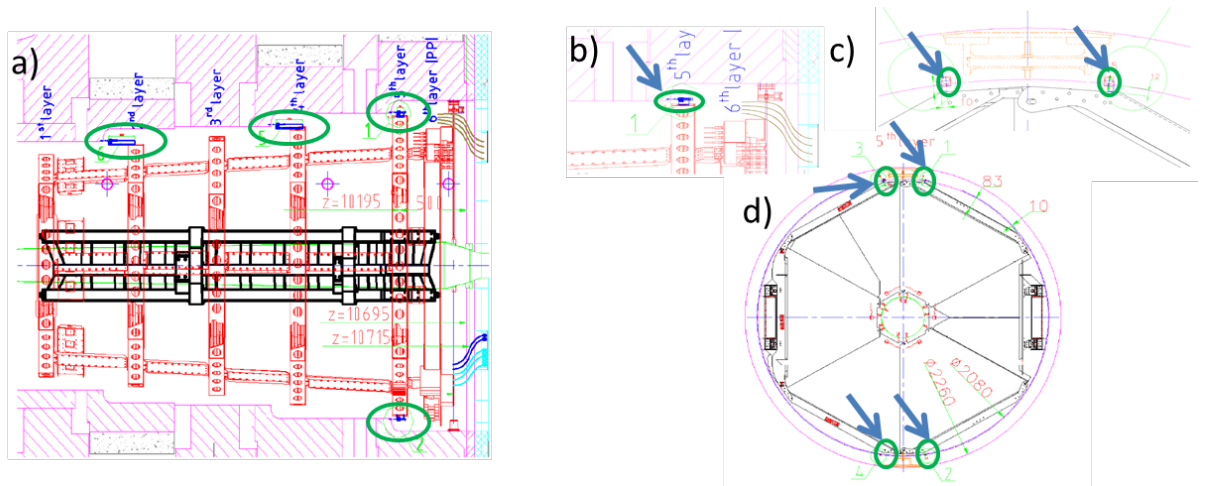 a)
1st layer
2nd layer
3rd layer
4th layer
5th layer
6th layer (PP)
6
5
1
z=10195
500
z=10695
z=10715
2
b)
5th lay
6th layer
1
c)
d)
5th layer
3
1
83
10
Ø2080
Ø2260
4
2